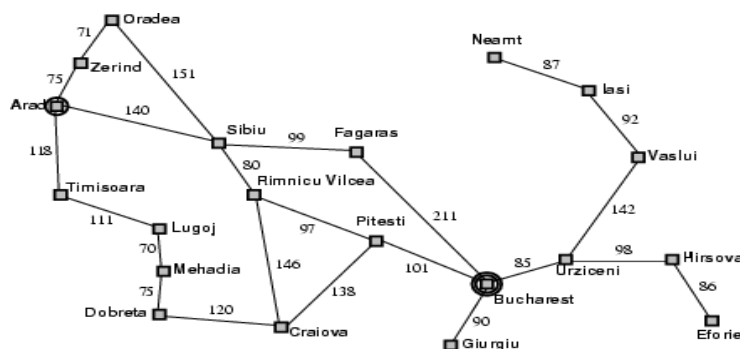 Oradea
Neamt
71
Zerind
87
151
Iasi
75
Arad
140
92
Sibiu
99
Fagaras
118
80
Vaslui
Timisoara
Rimnicu Vilcea
111
Lugoj
97
Pitesti
211
142
70
98
Hirsova
Mehadia
146
101
85
Urziceni
75
138
86
120
Bucharest
Dobreta
90
Craiova
Eforie
Giurgiu